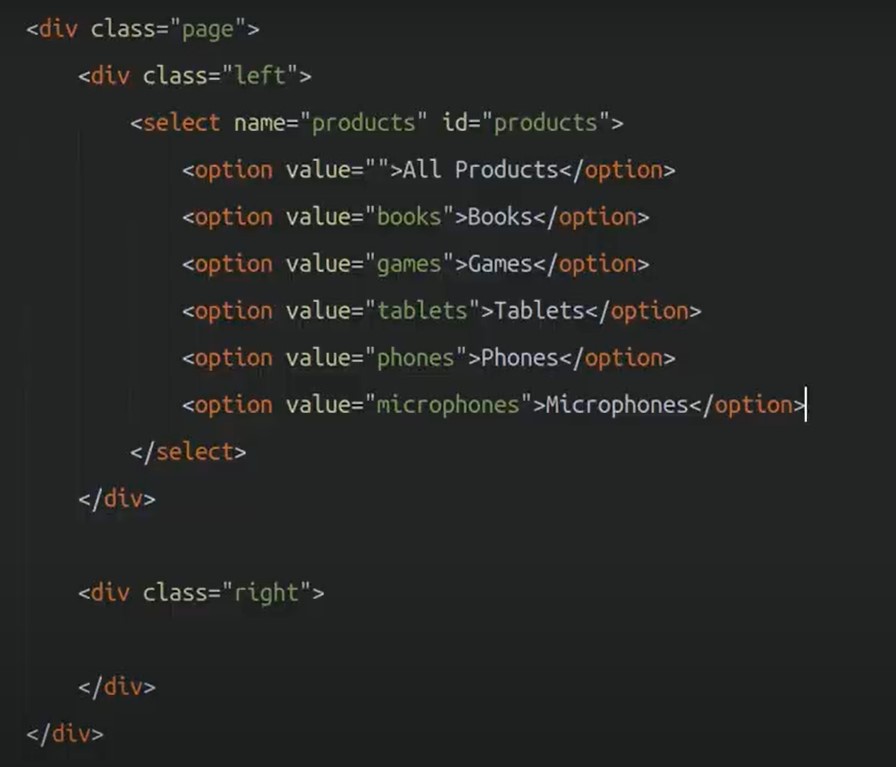 <div class="page">
<div class="left">
<select name="products" id="products">
<option value="">All Products</option>
<option value="books">Books</option>
<option value="games">Games</option>
<option value="tablets">Tablets</option>
<option value="phones">Phones</option>
<option value="microphones">Microphones</option>
</select>
</div>
<div class="right">
</div>
</div>